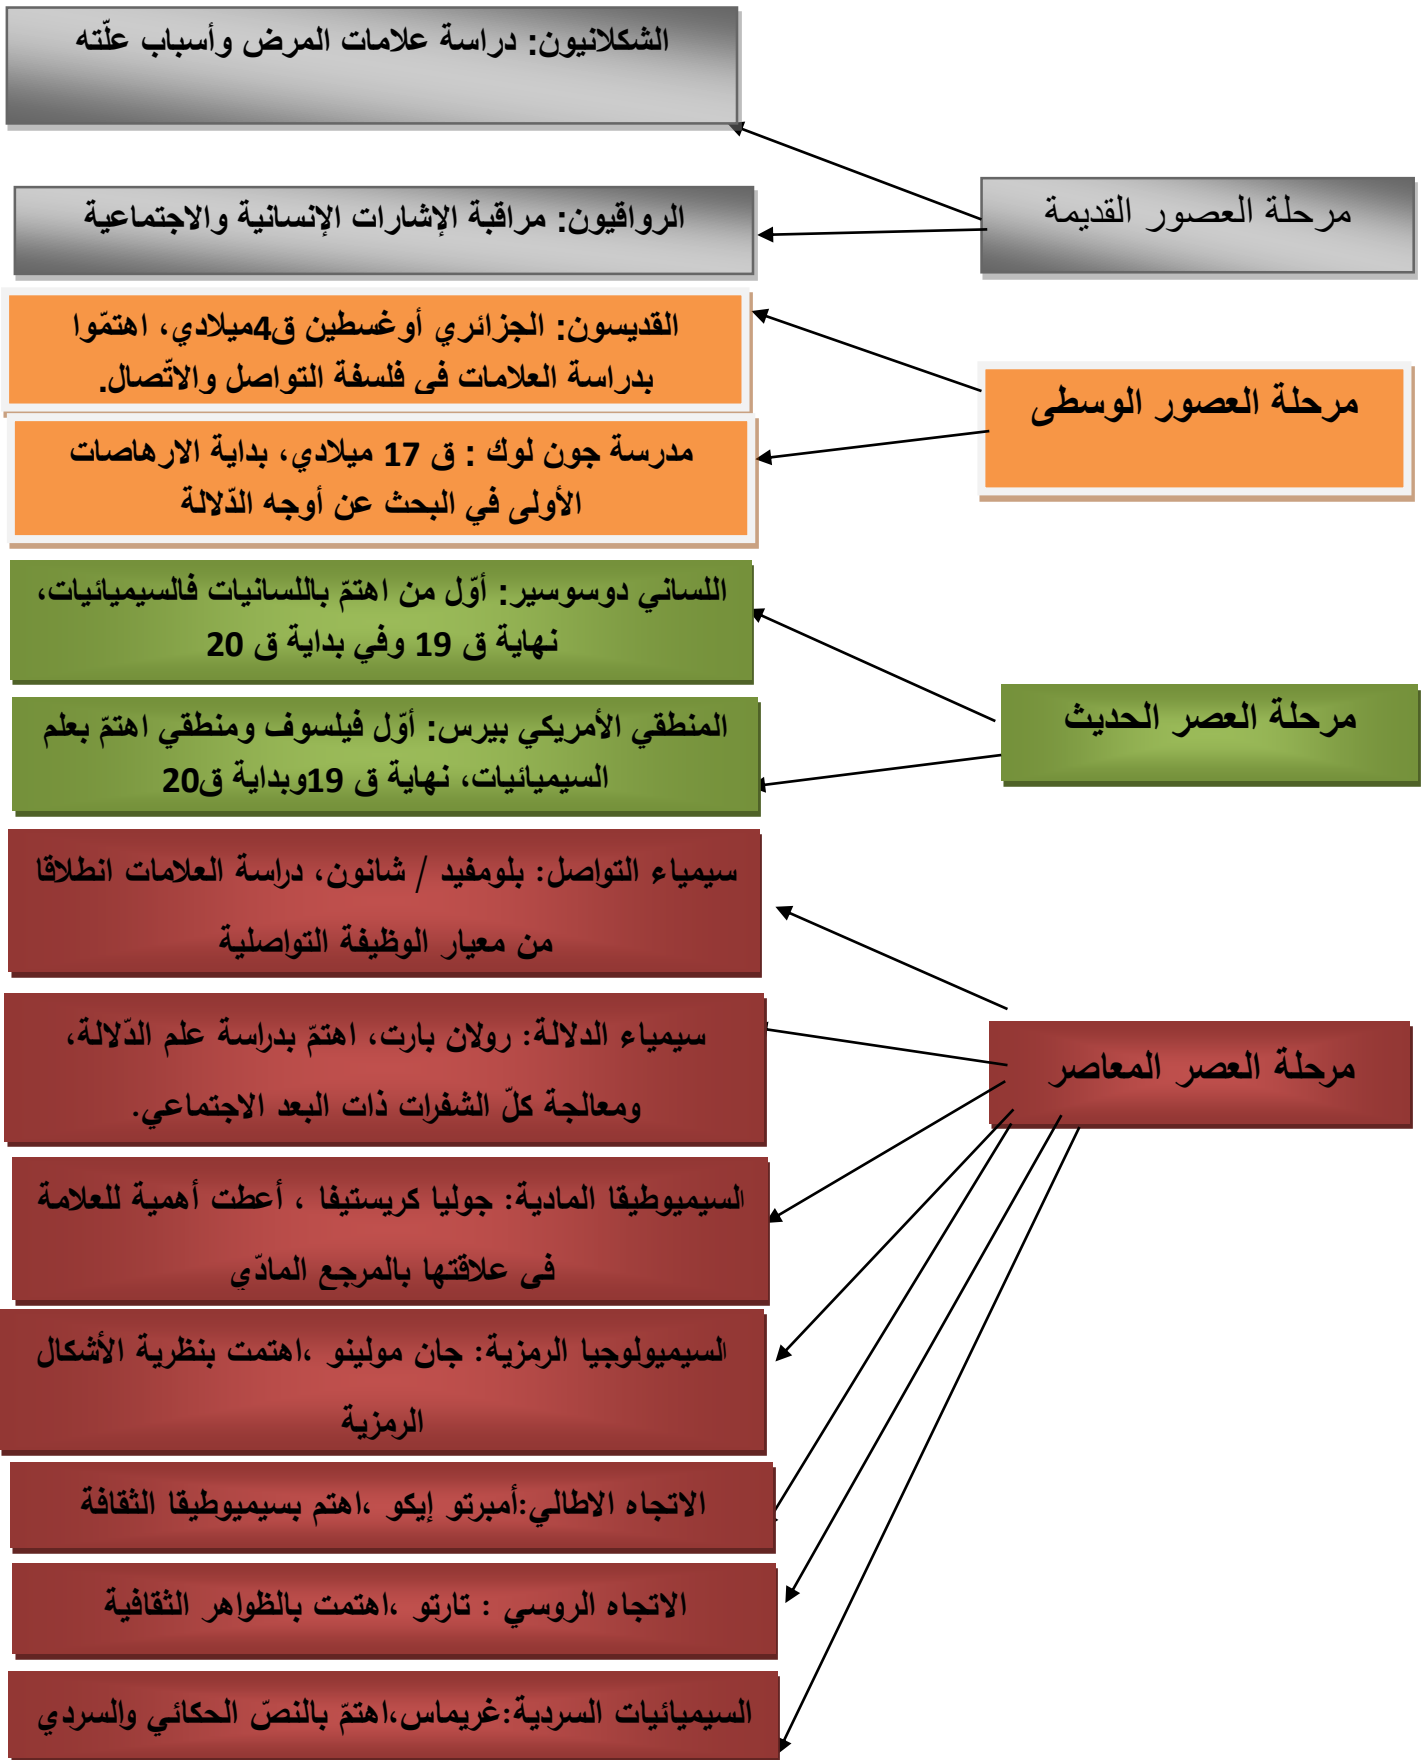 مرحلة العصور القديمة
الشكلانيون: دراسة علامات المرض وأسباب علّته
الرواقيون: مراقبة الإشارات الإنسانية والاجتماعية
مرحلة العصور الوسطى
القديسون: الجزائري أوغسطين ق4ميلادي، اهتمّوا
بدراسة العلامات في فلسفة التواصل والاتّصال.
مدرسة جون لوك : ق 17 ميلادي، بداية الارهاصات
الأولى في البحث عن أوجه الدّلالة
مرحلة العصر الحديث
اللساني دوسوسير: أوّل من اهتمّ باللسانيات فالسيميائيات،
نهاية ق 19 وفي بداية ق 20
المنطقي الأمريكي بيرس: أوّل فيلسوف ومنطقي اهتمّ بعلم
السيميائيات، نهاية ق 19وبداية ق20
مرحلة العصر المعاصر
سيمياء التواصل: بلومفيد / شانون، دراسة العلامات انطلاقا
من معيار الوظيفة التواصلية
سيمياء الدلالة: رولان بارت، اهتمّ بدراسة علم الدّلالة،
ومعالجة كلّ الشفرات ذات البعد الاجتماعي.
السيميوطيقا المادية: جوليا كريستيفا ، أعطت أهمية للعلامة
في علاقتها بالمرجع المادّي
السيميولوجيا الرمزية: جان مولينو ،اهتمت بنظرية الأشكال
الرمزية
الاتجاه الاطالي:أمبرتو إيكو ،اهتم بسيميوطيقا الثقافة
الاتجاه الروسي : تارتو ،اهتمت بالظواهر الثقافية
السيميائيات السردية:غريماس،اهتمّ بالنصّ الحكائي والسردي